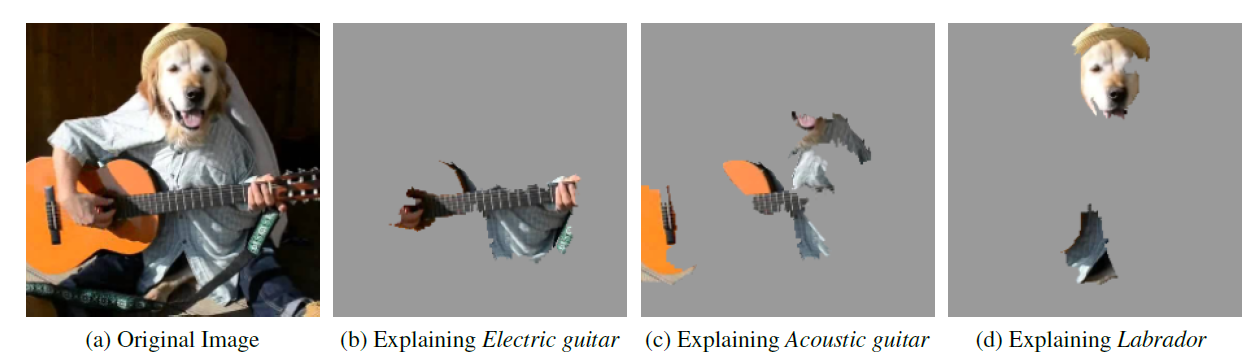 (a) Original Image
(b) Explaining Electric guitar
(c) Explaining Acoustic guitar
(d) Explaining Labrador